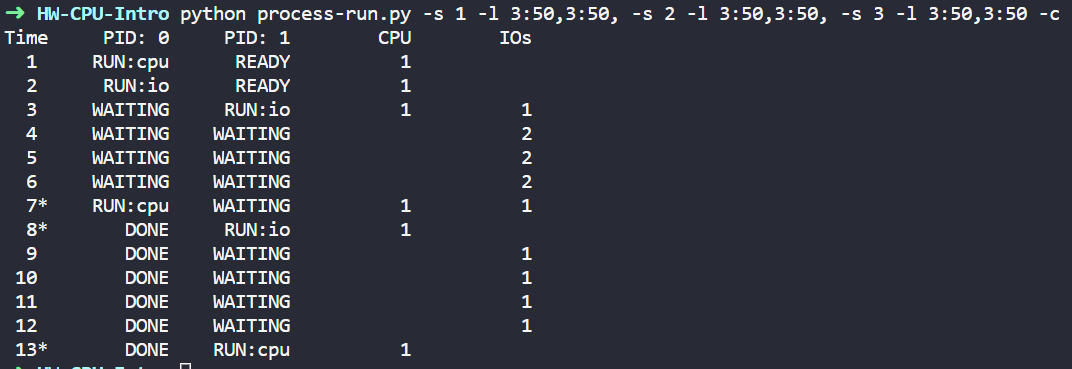 ➜ HW-CPU-Intro python process-run.py -s 1 -l 3:50,3:50, -s 2 -l 3:50,3:50, -s 3 -l 3:50,3:50 -c
Time PID: 0 PID: 1 CPU IOs
1 RUN:cpu READY 1
2 RUN:io READY 1
3 WAITING RUN:io 1 1
4 WAITING WAITING 2
5 WAITING WAITING 2
6 WAITING WAITING 2
7* RUN:cpu WAITING 1 1
8* DONE RUN:io 1
9 DONE WAITING 1
10 DONE WAITING 1
11 DONE WAITING 1
12 DONE WAITING 1
13* DONE RUN:cpu 1
➜ HW-CPU-Intro